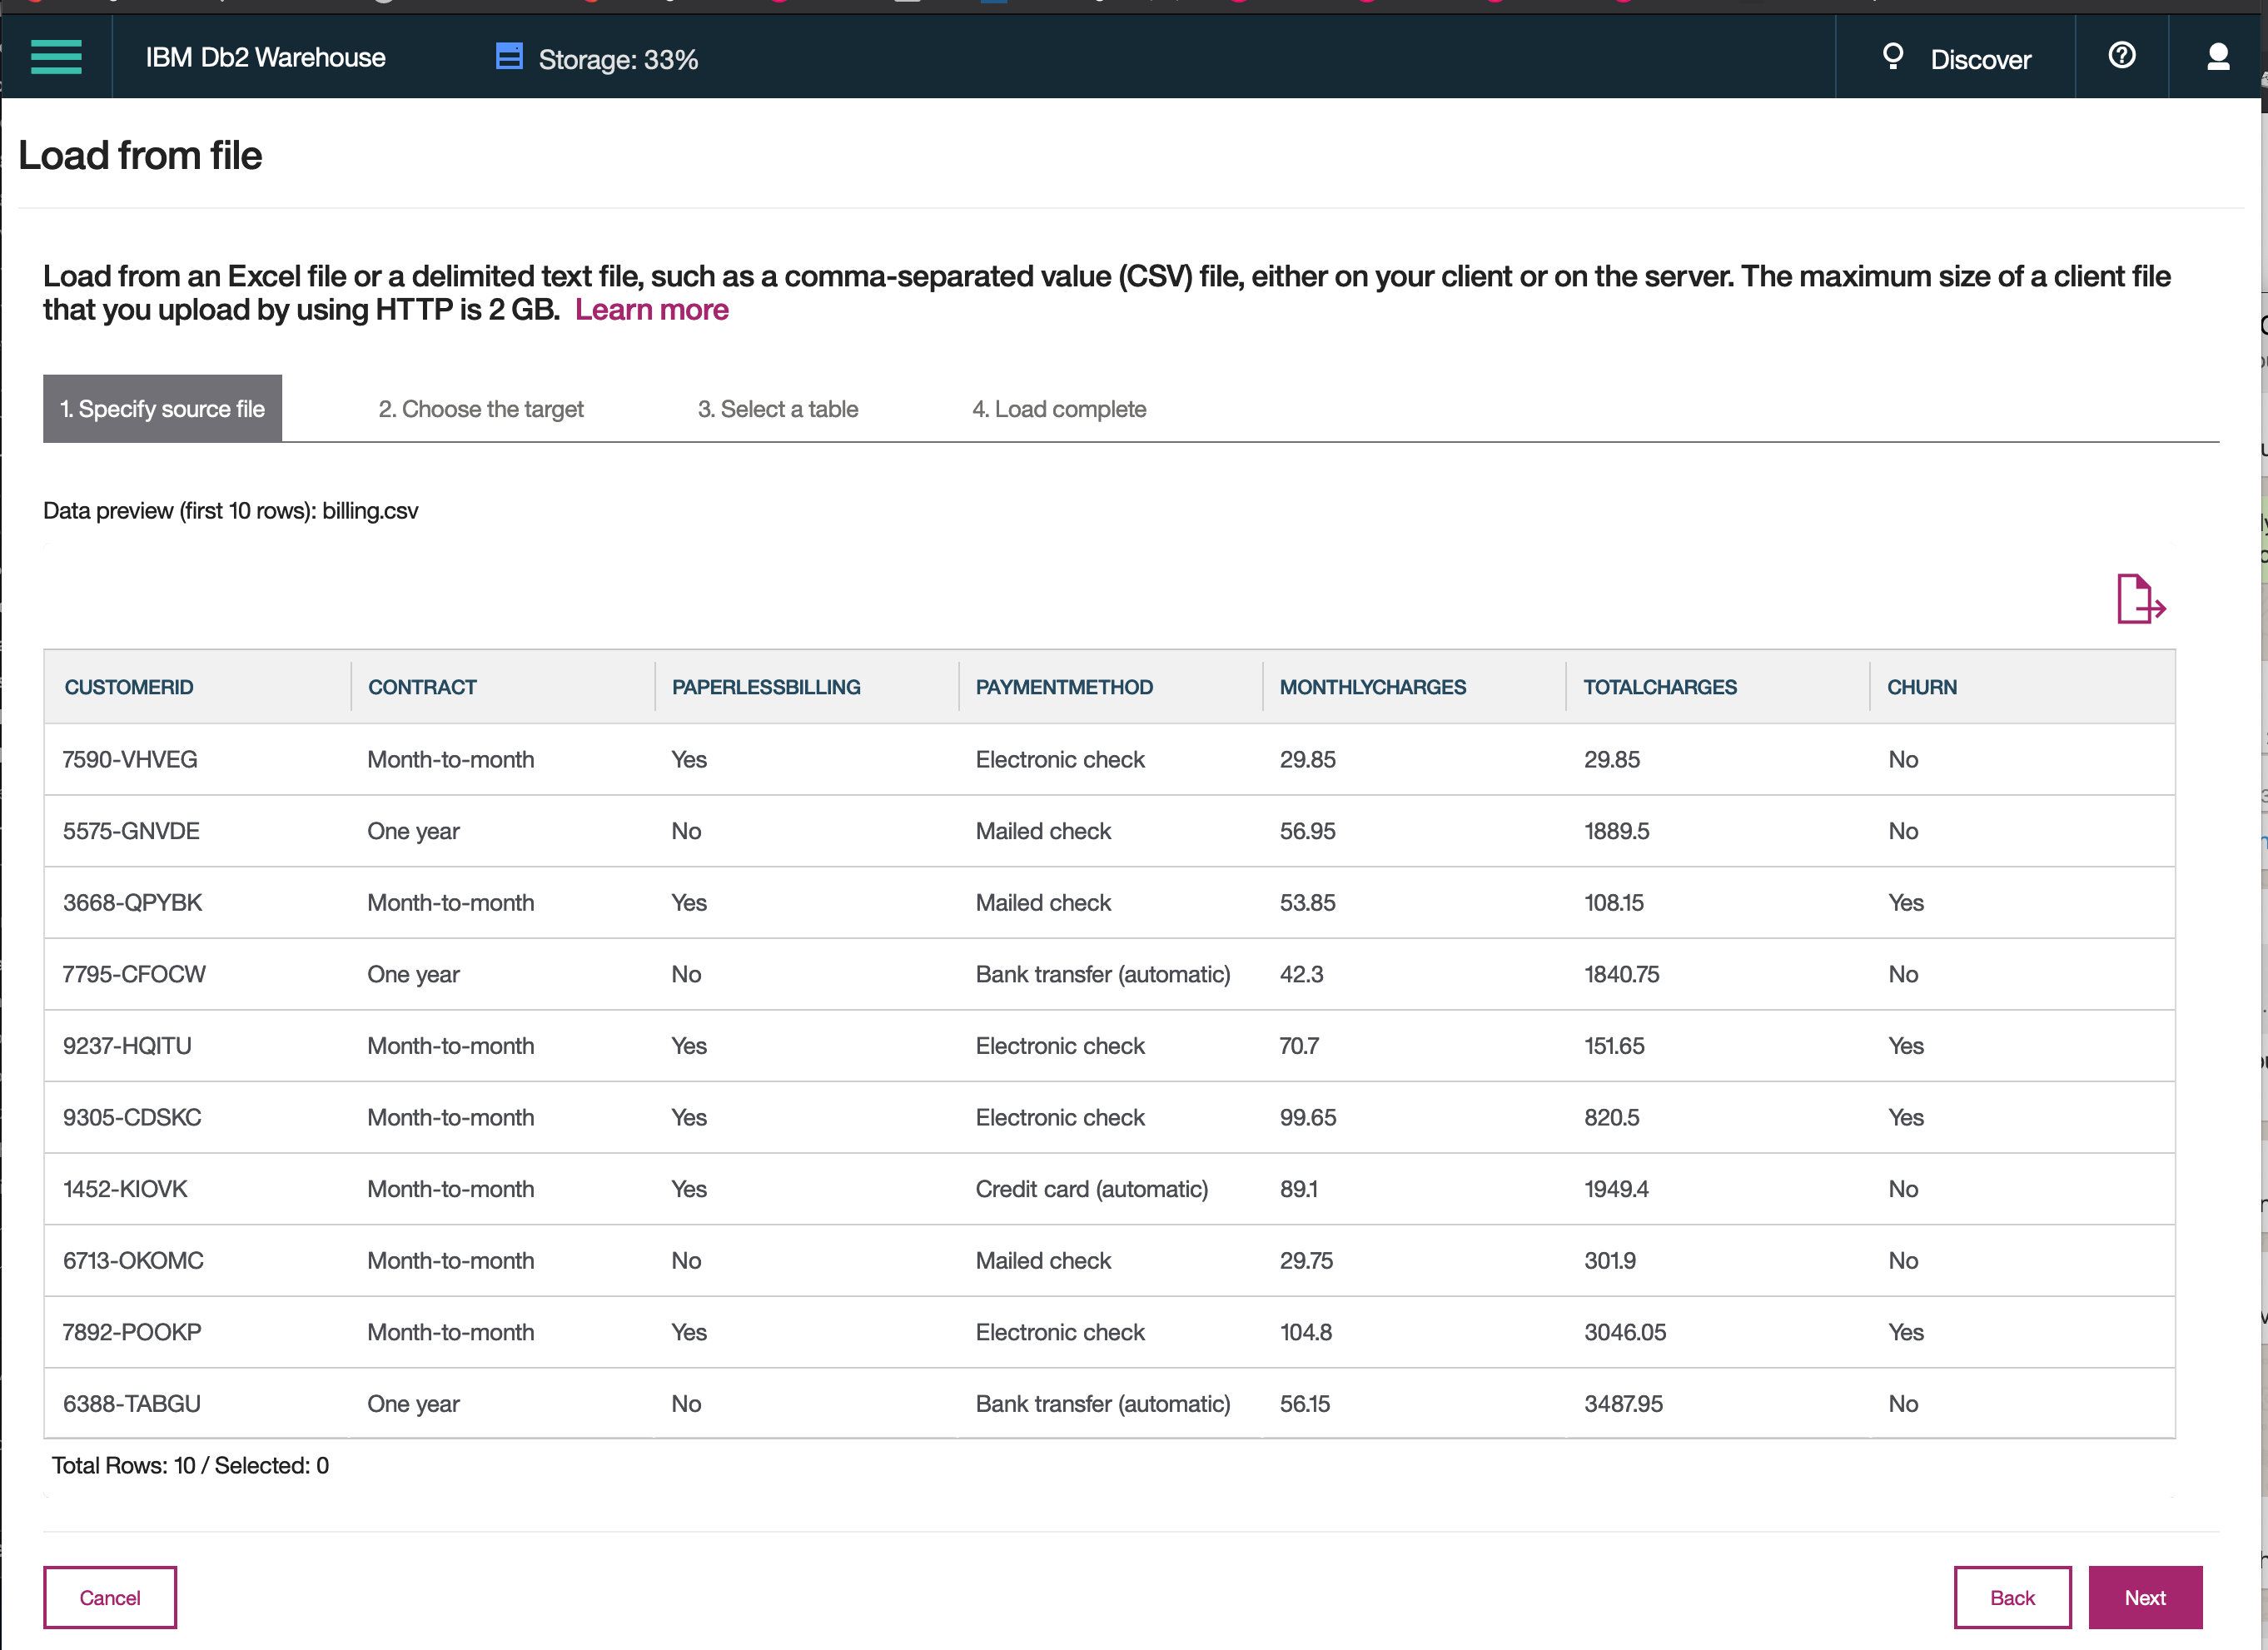 IBM Db2 Warehouse
Storage: 33%
Discover
Load from file
Load from an Excel file or a delimited text file, such as a comma-separated value (CSV) file, either on your client or on the server. The maximum size of a client file
that you upload by using HTTP is 2 GB. Learn more
1. Specify source file 2. Choose the target 3. Select a table 4. Load complete
Data preview (first 10 rows): billing.csv
CUSTOMERID CONTRACT PAPERLESSBILLING PAYMENTMETHOD MONTHLYCHARGES TOTALCHARGES CHURN
7590-VHVEG Month-to-month Yes Electronic check 29.85 29.85 No
5575-GNVDE One year No Mailed check 56.95 1889.5 No
3668-QPYBK Month-to-month Yes Mailed check 53.85 108.15 Yes
7795-CFOCW One year No Bank transfer (automatic) 42.3 1840.75 No
9237-HQITU Month-to-month Yes Electronic check 70.7 151.65 Yes
9305-CDSKC Month-to-month Yes Electronic check 99.65 820.5 Yes
1452-KIOVK Month-to-month Yes Credit card (automatic) 89.1 1949.4 No
6713-OKOMC Month-to-month No Mailed check 29.75 301.9 No
7892-POOKP Month-to-month Yes Electronic check 104.8 3046.05 Yes
6388-TABGU One year No Bank transfer (automatic) 56.15 3487.95 No
Total Rows: 10 / Selected: 0
Cancel Back Next